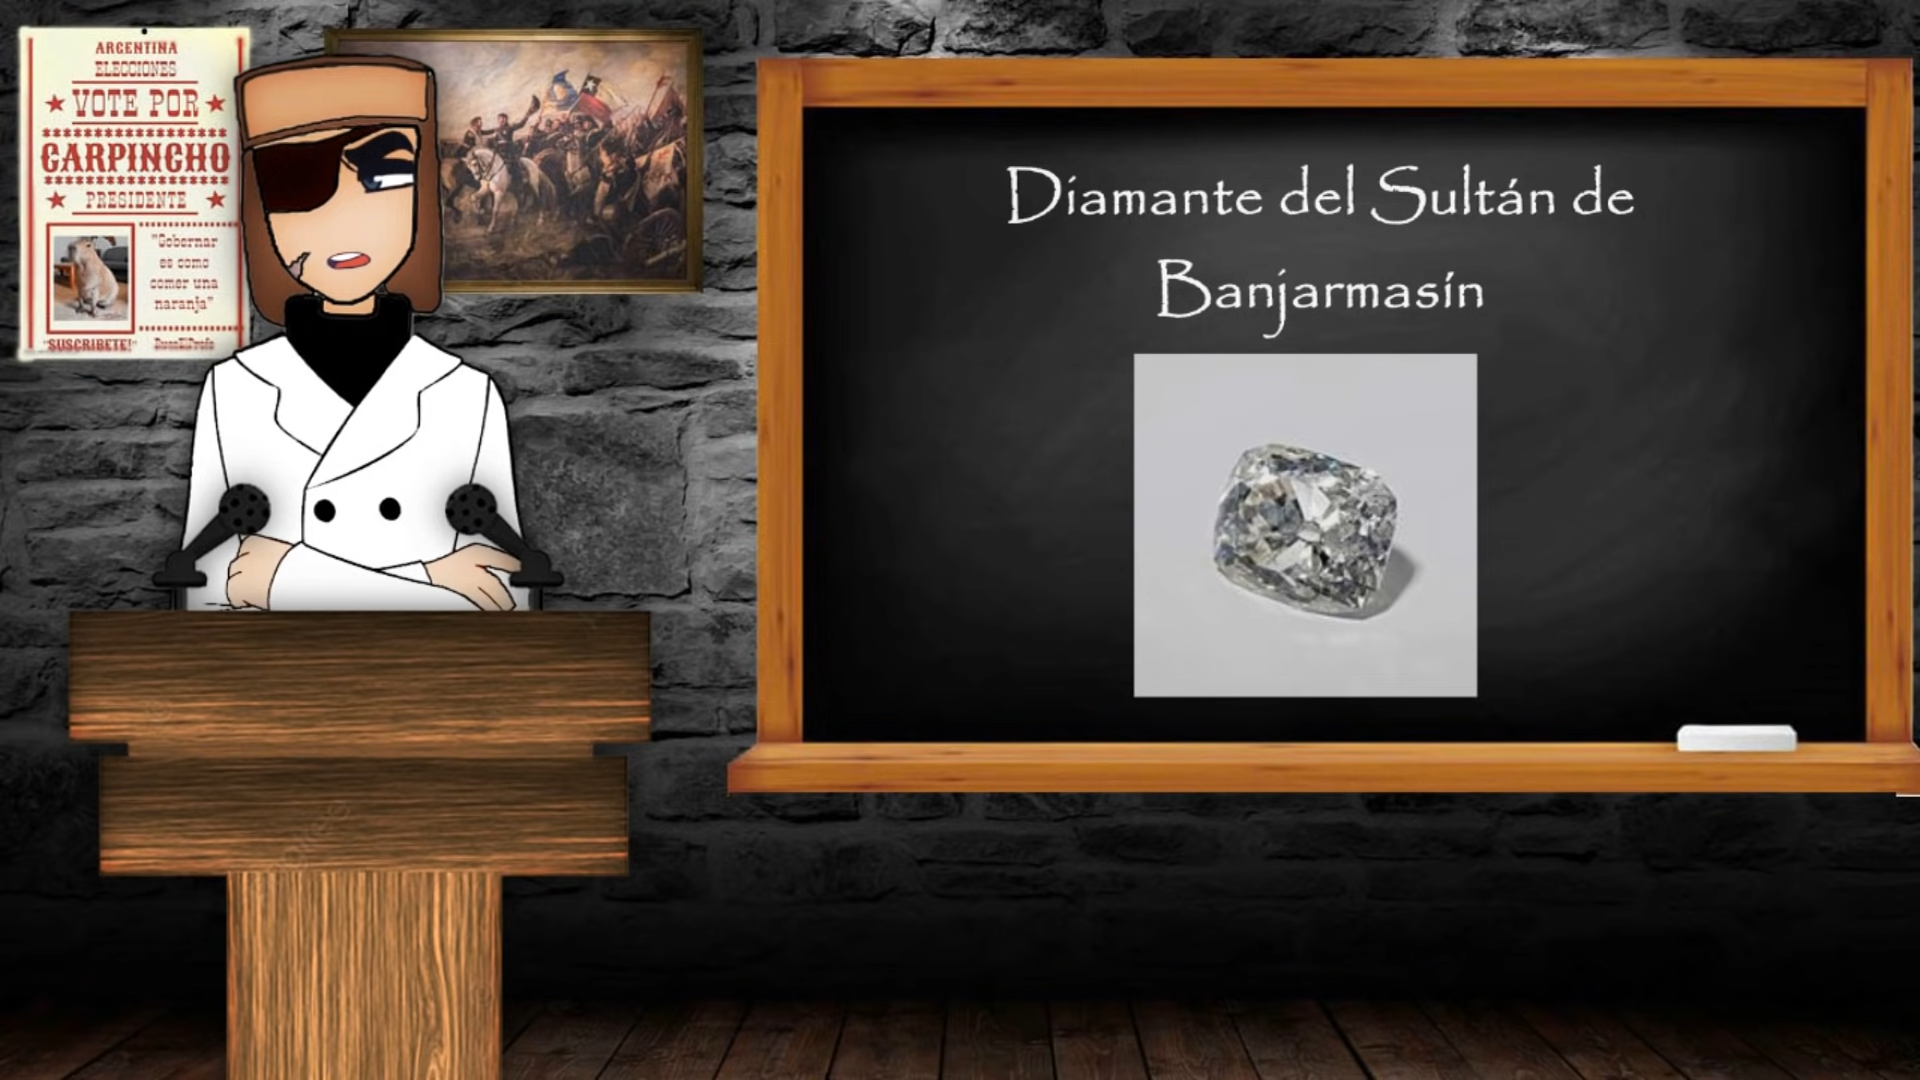 ARGENTINA
ELECCIONES
VOTE POR
CARPINCHO
PRESIDENTE
"Gobernar
es como
comer una
naranja"
"SUSCRIBETE!"
Diamante del Sultán de
Banjarmasín